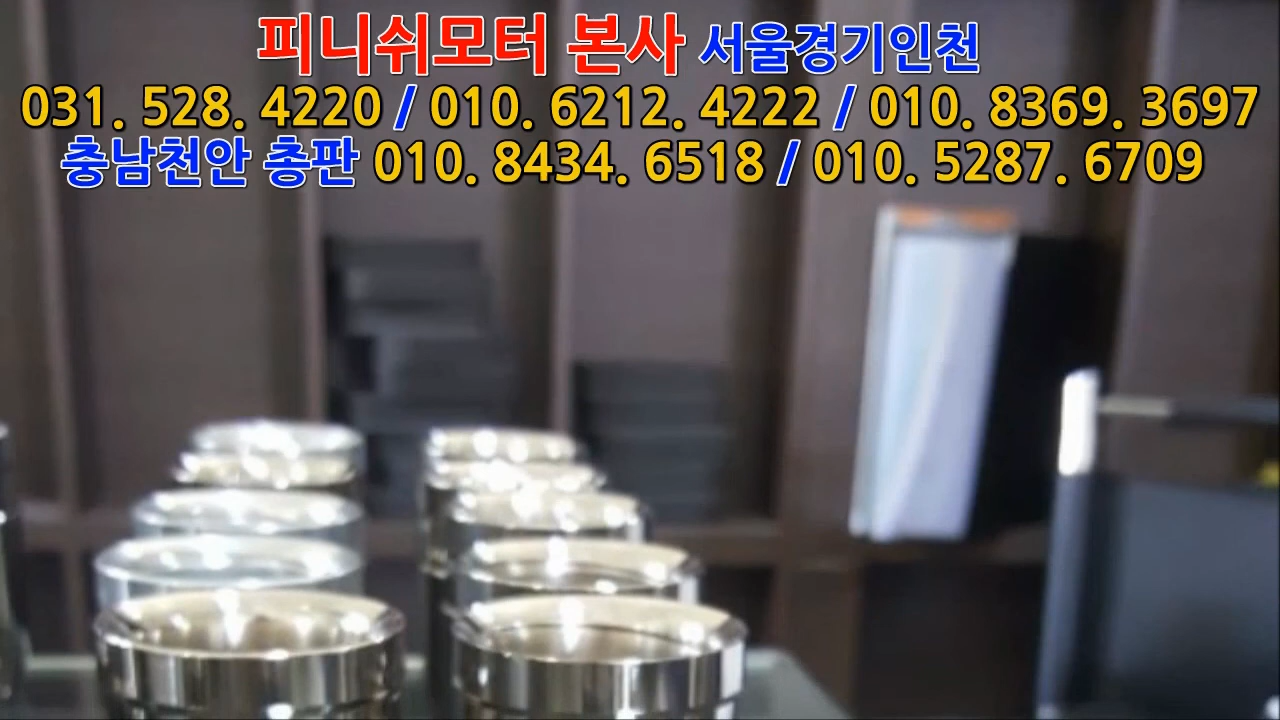 피니쉬모터 본사 서울경기인천
031. 528. 4220 / 010. 6212. 4222 / 010. 8369. 3697
충남천안 총판 010. 8434. 6518 / 010. 5287. 6709